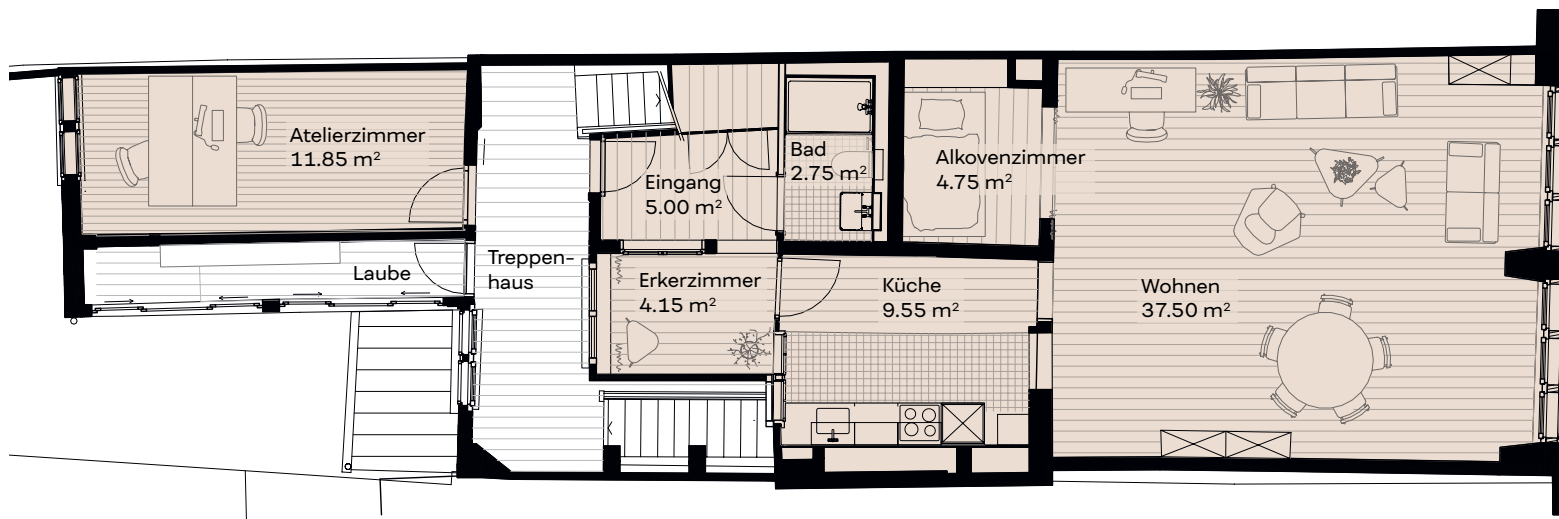 Atelierzimmer
11.85 m²
Laube
Treppen-
haus
Eingang
5.00 m²
Bad
2.75 m²
Alkovenzimmer
4.75 m²
Erkerzimmer
4.15 m²
Küche
9.55 m²
Wohnen
37.50 m²